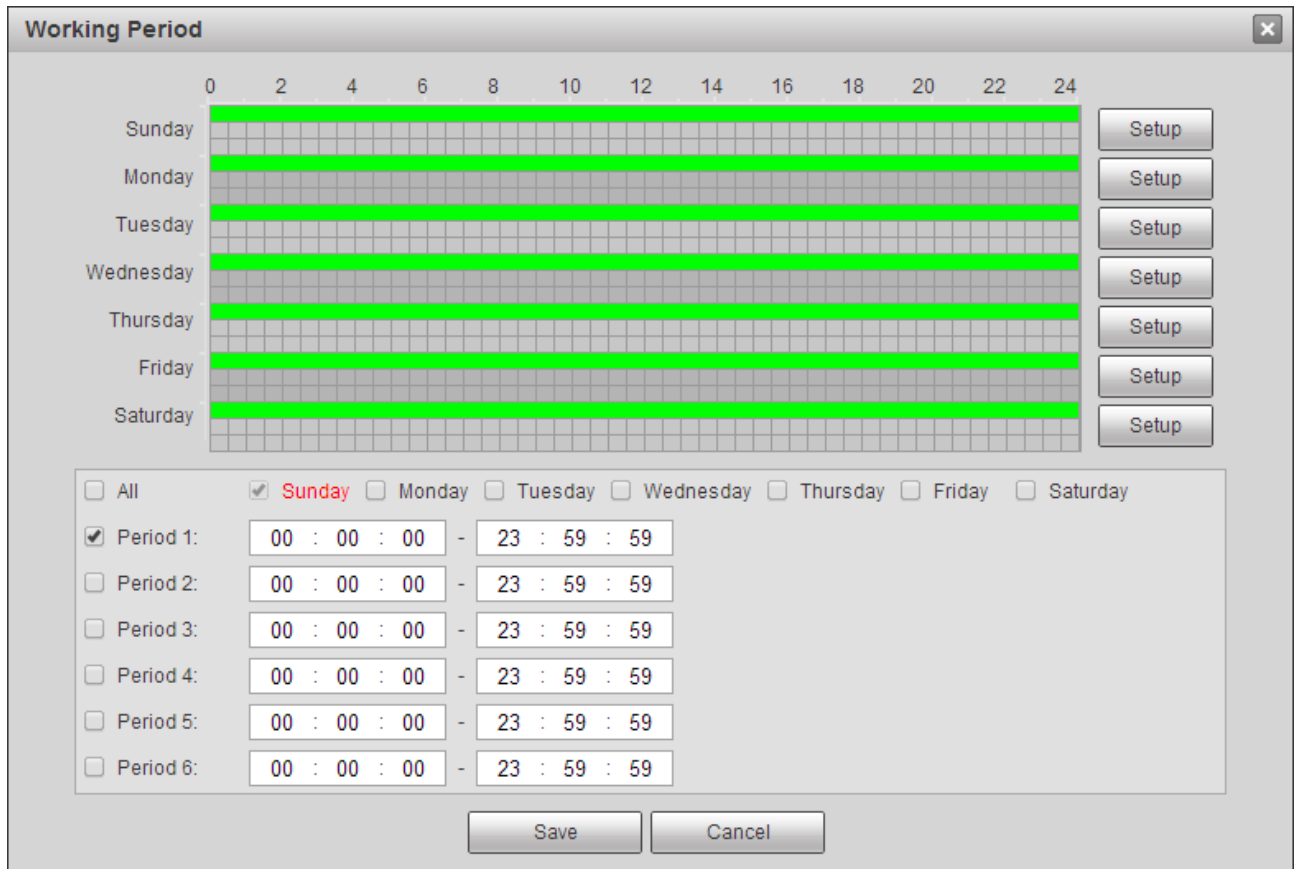 Working Period
0 2 4 6 8 10 12 14 16 18 20 22 24
Sunday Setup
Monday Setup
Tuesday Setup
Wednesday Setup
Thursday Setup
Friday Setup
Saturday Setup
All Sunday Monday Tuesday Wednesday Thursday Friday Saturday
Period 1: 00 : 00 : 00 - 23 : 59 : 59
Period 2: 00 : 00 : 00 - 23 : 59 : 59
Period 3: 00 : 00 : 00 - 23 : 59 : 59
Period 4: 00 : 00 : 00 - 23 : 59 : 59
Period 5: 00 : 00 : 00 - 23 : 59 : 59
Period 6: 00 : 00 : 00 - 23 : 59 : 59
Save Cancel